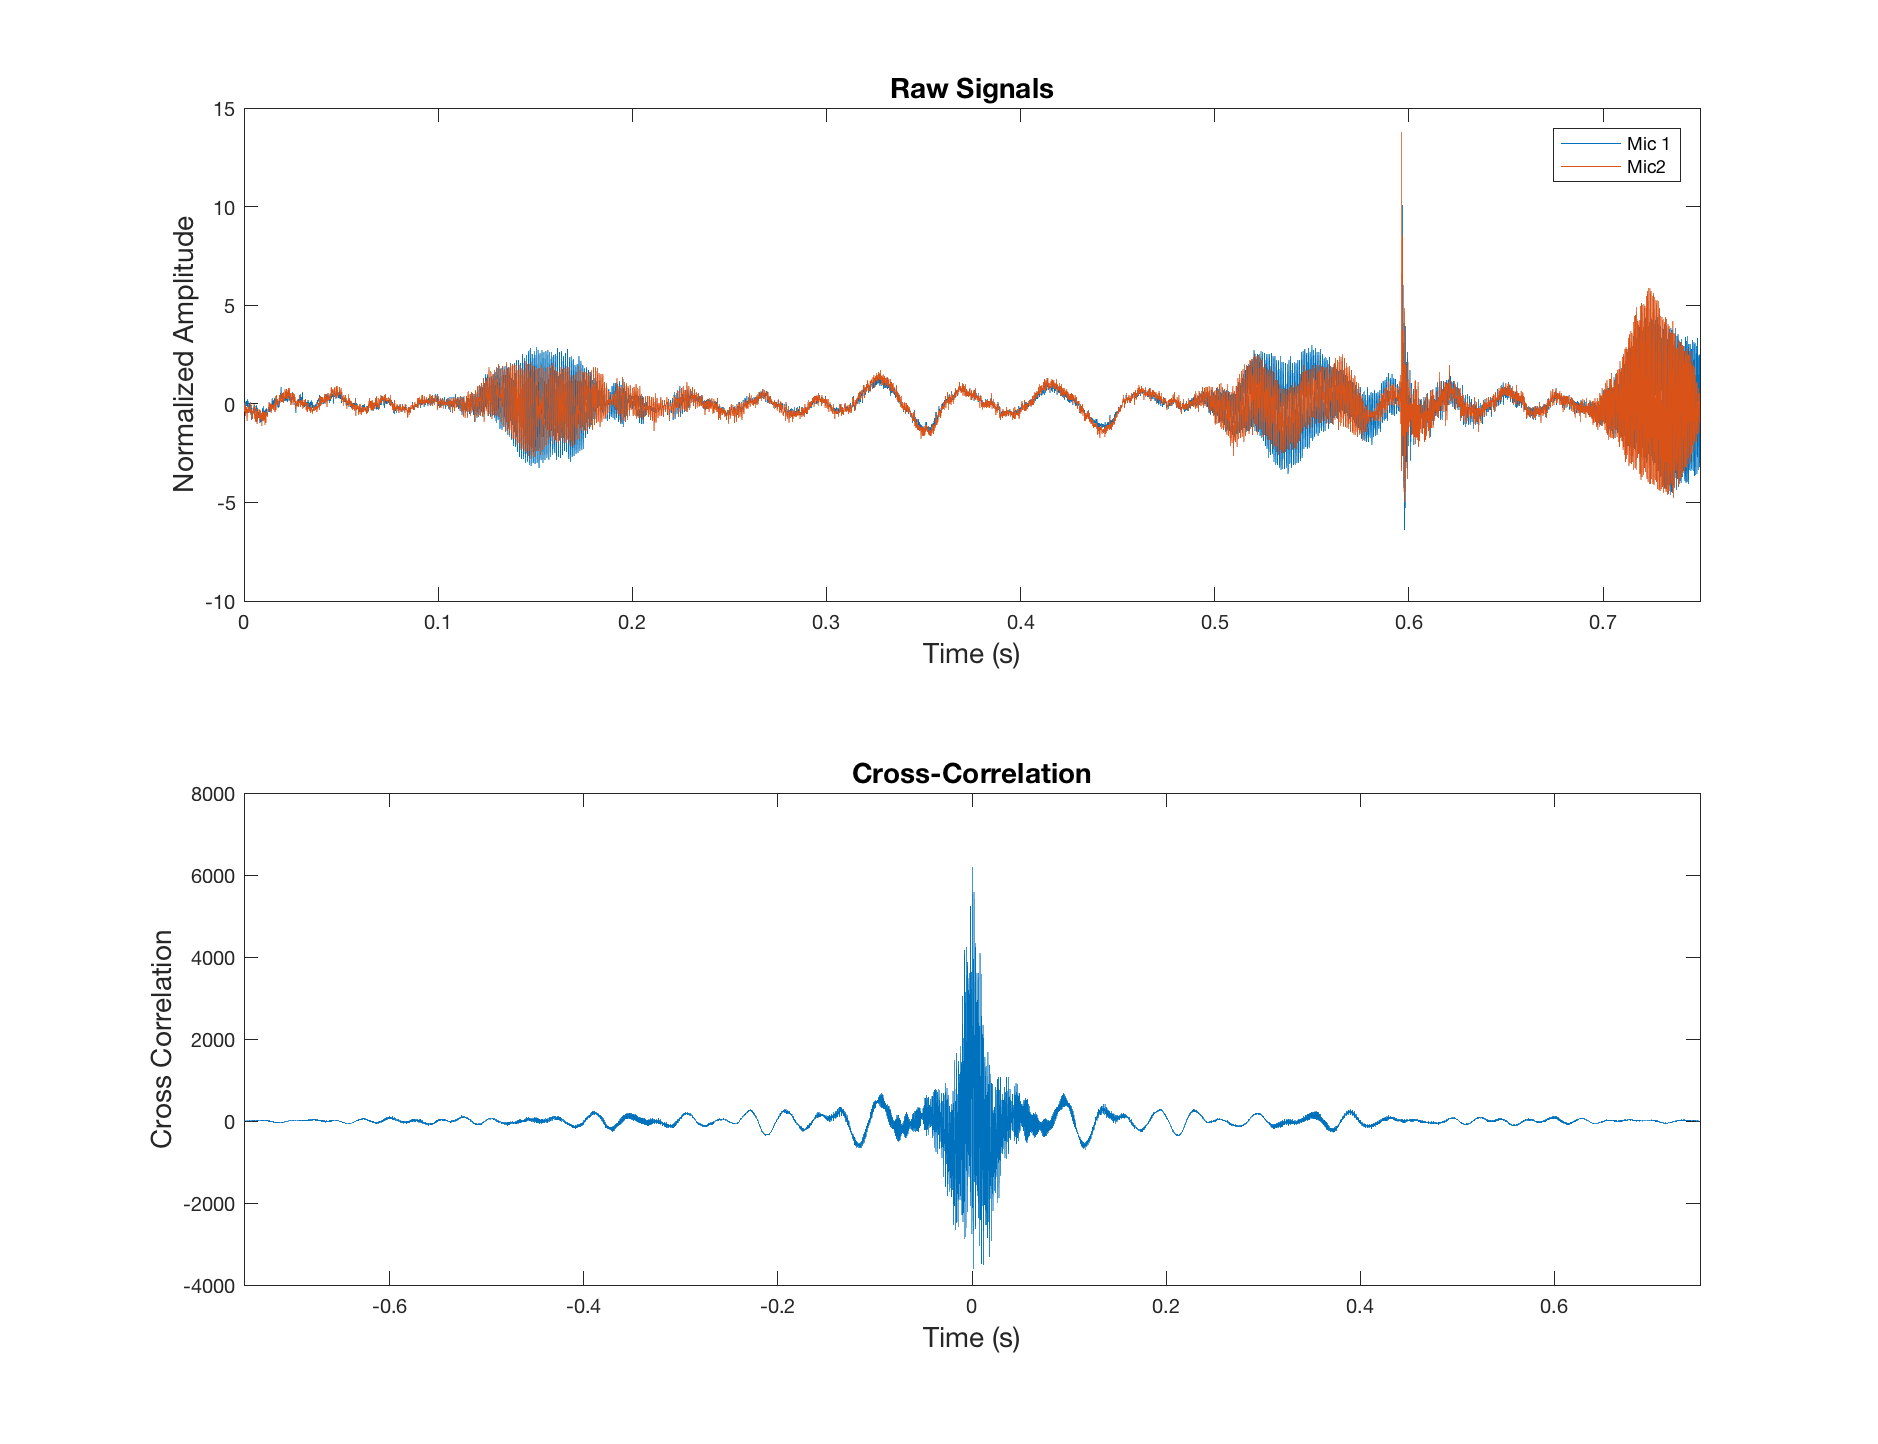 Raw Signals
15
10
5
0
-5
-10
Normalized Amplitude
Mic 1
Mic2
0 0.1 0.2 0.3 0.4 0.5 0.6 0.7
Time (s)
Cross-Correlation
8000
6000
4000
2000
0
-2000
-4000
Cross Correlation
-0.6 -0.4 -0.2 0 0.2 0.4 0.6
Time (s)